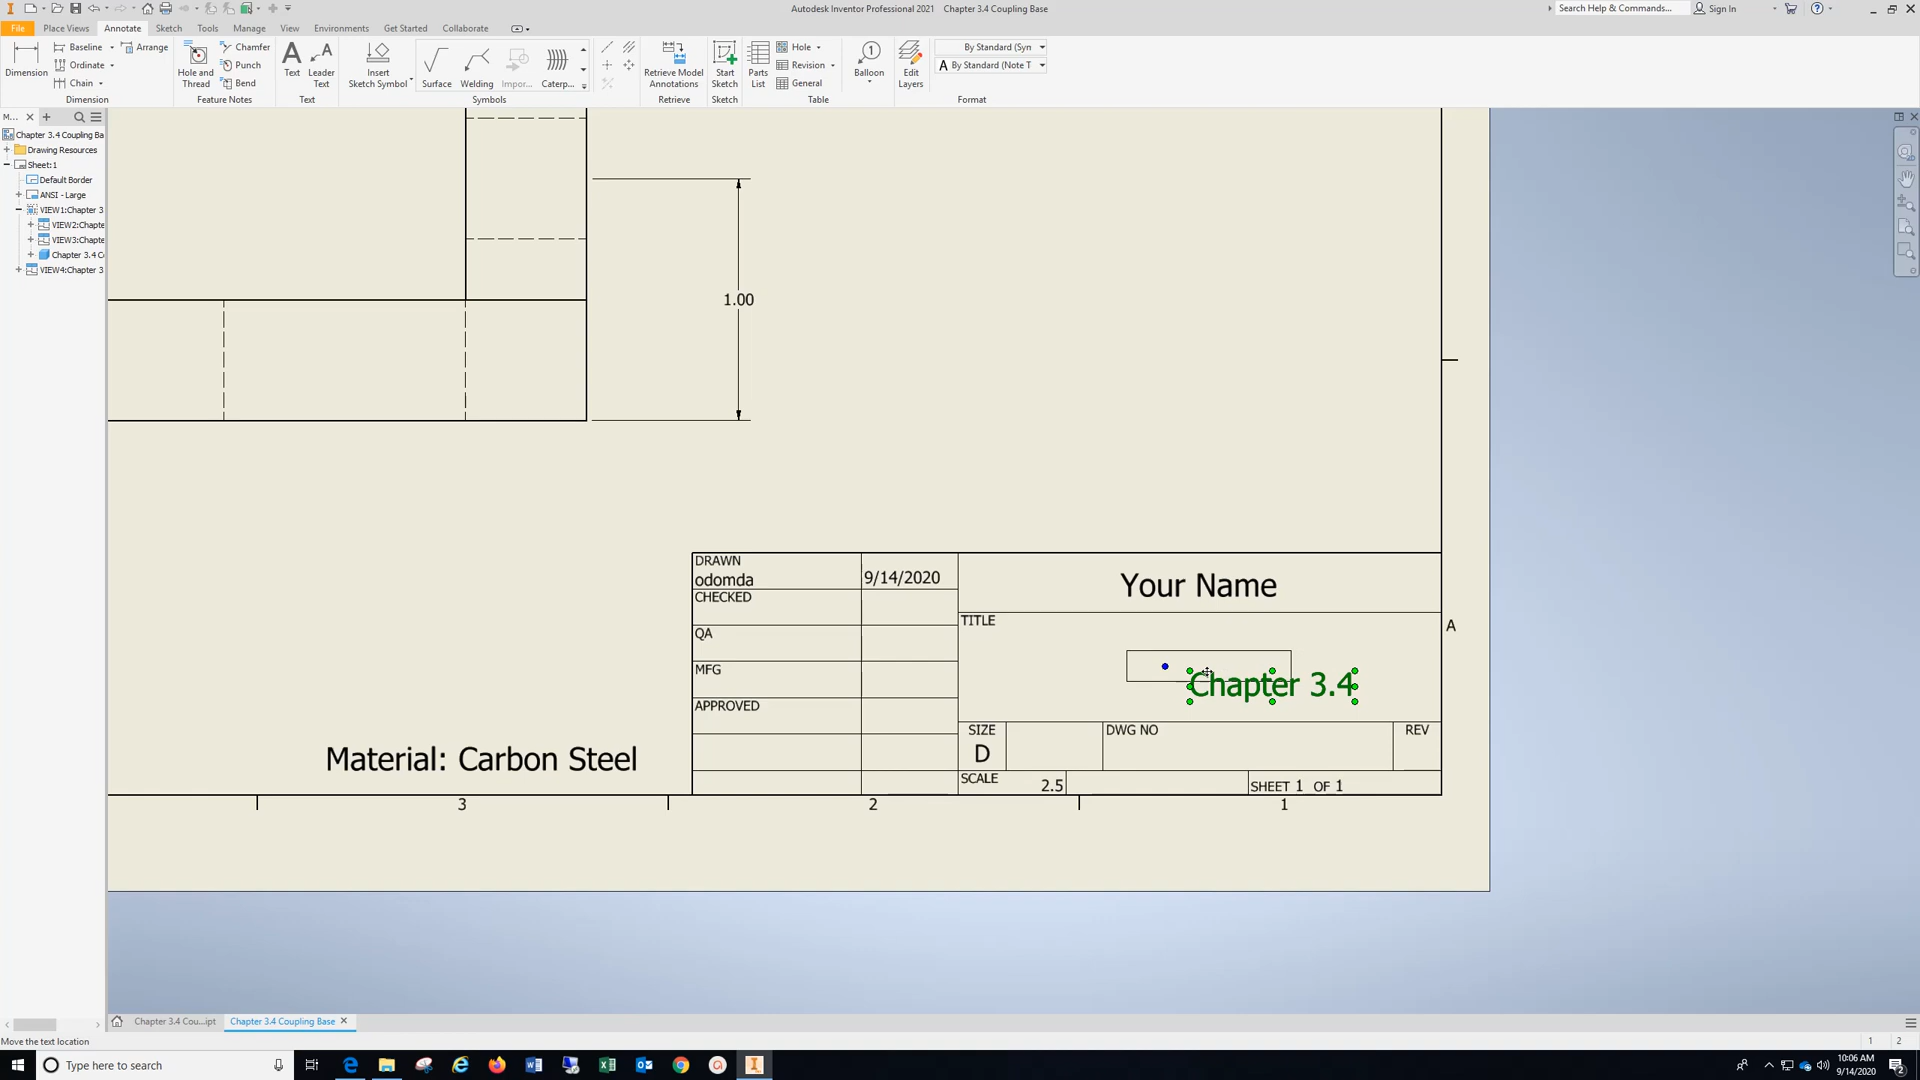 Autodesk Inventor Professional 2021 Chapter 3.4 Coupling Base
Search Help & Commands...
Sign In
File Place Views Annotate Sketch Tools Manage View Environments Get Started Collaborate
Dimension
Baseline
Ordinate
Chain
Arrange
Dimension
Hole and Thread
Chamfer
Punch
Bend
Feature Notes
Text
Leader Text
Text
Insert Sketch Symbol
Surface
Welding
Impor...
Caterp...
Symbols
Retrieve Model Annotations
Retrieve
Start Sketch
Sketch
Parts List
Hole
Revision
General
Table
Balloon
Edit Layers
By Standard (Syn
A By Standard (Note T
Format
M...
Chapter 3.4 Coupling Ba
Drawing Resources
Sheet:1
Default Border
ANSI - Large
VIEW1:Chapter 3
VIEW2:Chapte
VIEW3:Chapte
Chapter 3.4 C
VIEW4:Chapter 3
1.00
DRAWN
odomda
9/14/2020
CHECKED
QA
MFG
APPROVED
Your Name
TITLE
Chapter 3.4
SIZE
D
DWG NO
REV
SCALE
2.5
SHEET 1 OF 1
A
Material: Carbon Steel
3
2
1
Chapter 3.4 Cou...ipt
Chapter 3.4 Coupling Base
Move the text location
1 2
Type here to search
10:06 AM
9/14/2020